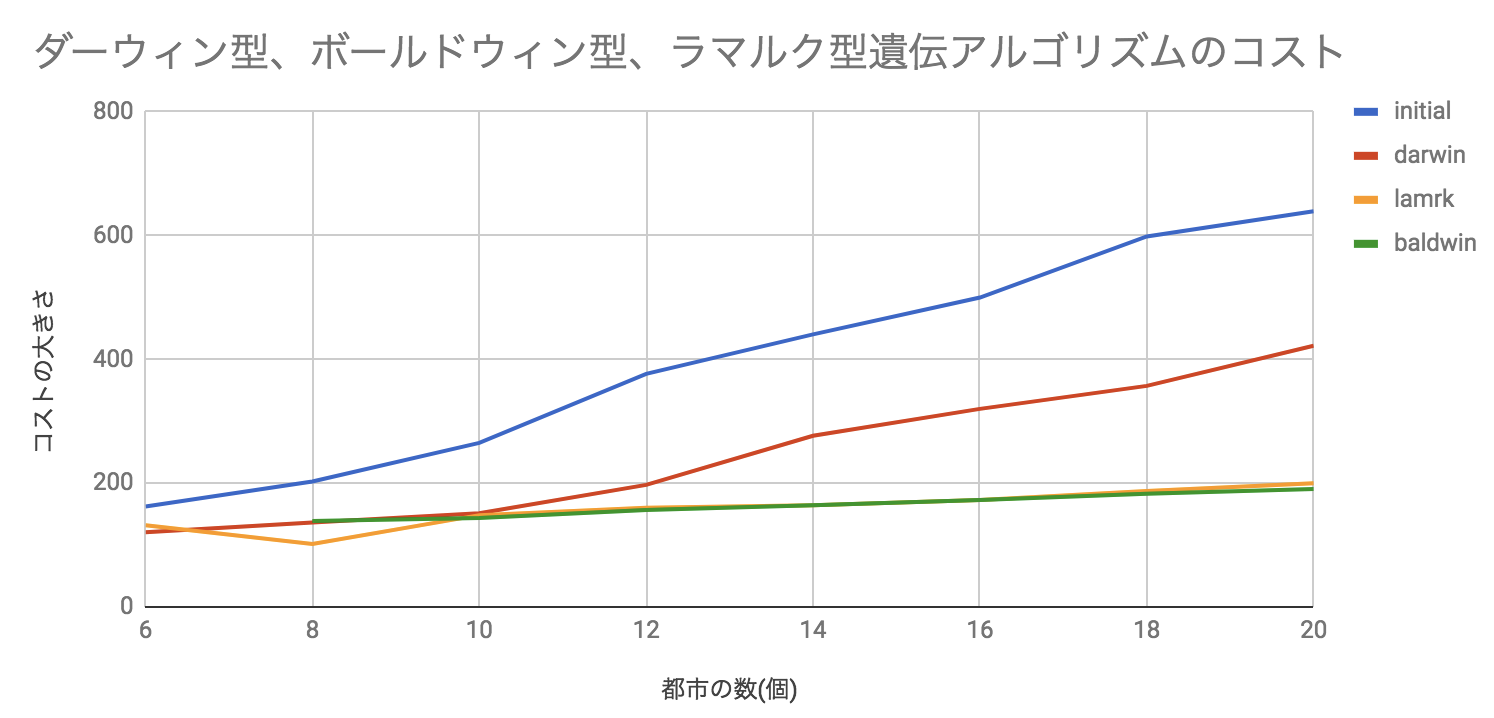 ダーウィン型、ボールドウィン型、ラマルク型遺伝アルゴリズムのコスト
800
600
400
200
0
コストの大きさ
6 8 10 12 14 16 18 20
都市の数(個)
initial
darwin
lamrk
baldwin